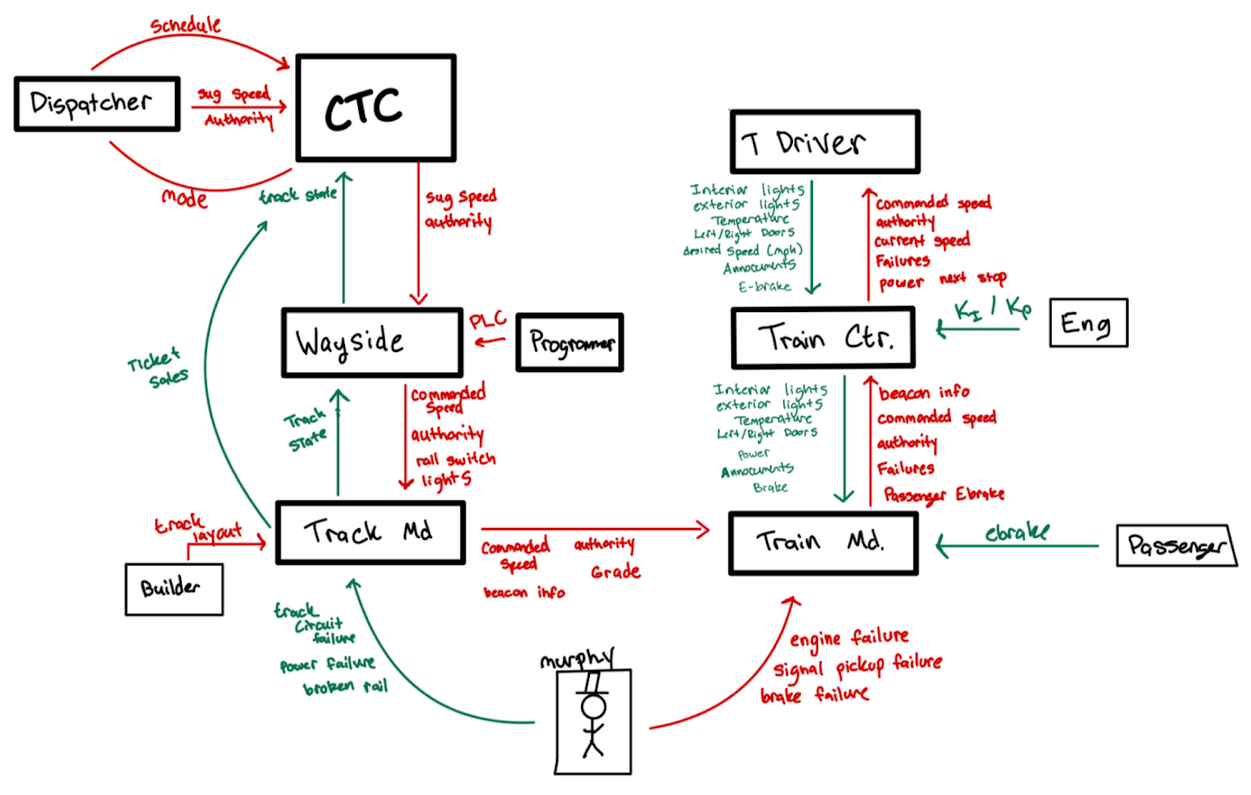 Schedule
Dispatcher
sug speed
Authority
CTC
mode
track state
sug speed
authority
T Driver
Interior lights
exterior lights
Temperature
Left/Right Doors
desired speed (mph)
Annocments
E-brake
commanded speed
authority
current speed
Failures
power next stop
Wayside
PLC
Programmer
Train Ctr.
KI / Kp
Eng
Ticket
Sales
Track
State
Commanded
Speed
authority
rail switch
lights
Interior lights
exterior lights
Temperature
Left/Right Doors
Power
Annocments
Brake
beacon info
commanded speed
authority
Failures
Passenger Ebrake
track
layout
Builder
Track Md
Commanded authority
Speed
Grade
beacon info
Train Md.
ebrake
Passenger
track
Circuit
failure
Power failure
broken rail
murphy
engine failure
signal pickup failure
brake failure